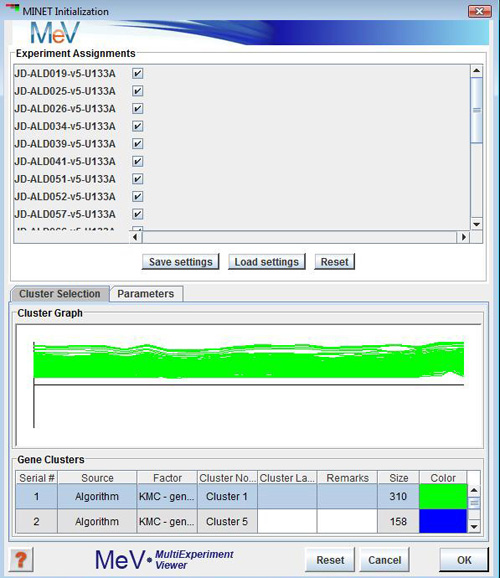 MINET Initialization
MeV
Experiment Assignments
JD-ALD019-v5-U133A
JD-ALD025-v5-U133A
JD-ALD026-v5-U133A
JD-ALD034-v5-U133A
JD-ALD039-v5-U133A
JD-ALD041-v5-U133A
JD-ALD051-v5-U133A
JD-ALD052-v5-U133A
JD-ALD057-v5-U133A
Save settings Load settings Reset
Cluster Selection Parameters
Cluster Graph
Gene Clusters
Serial # Source Factor Cluster No... Cluster La... Remarks Size Color
1 Algorithm KMC - gen... Cluster 1 310
2 Algorithm KMC - gen... Cluster 5 158
? MeV MultiExperiment
Viewer
Reset Cancel OK